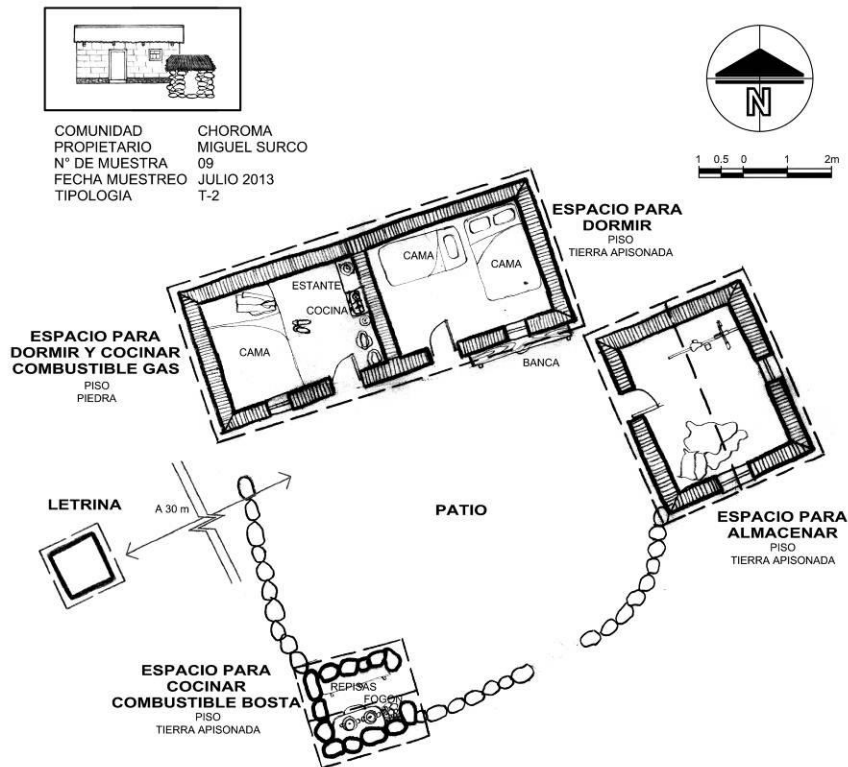 COMUNIDAD CHOROMA
PROPIETARIO MIGUEL SURCO
N° DE MUESTRA 09
FECHA MUESTREO JULIO 2013
TIPOLOGIA T-2
N
1 0.5 0 1 2m
ESPACIO PARA
DORMIR
PISO
TIERRA APISONADA
CAMA
CAMA
ESTANTE
COCINA
CAMA
BANCA
ESPACIO PARA
DORMIR Y COCINAR
COMBUSTIBLE GAS
PISO
PIEDRA
LETRINA
A 30 m
PATIO
ESPACIO PARA
ALMACENAR
PISO
TIERRA APISONADA
ESPACIO PARA
COCINAR
COMBUSTIBLE BOSTA
PISO
TIERRA APISONADA
REPISAS
FOGON